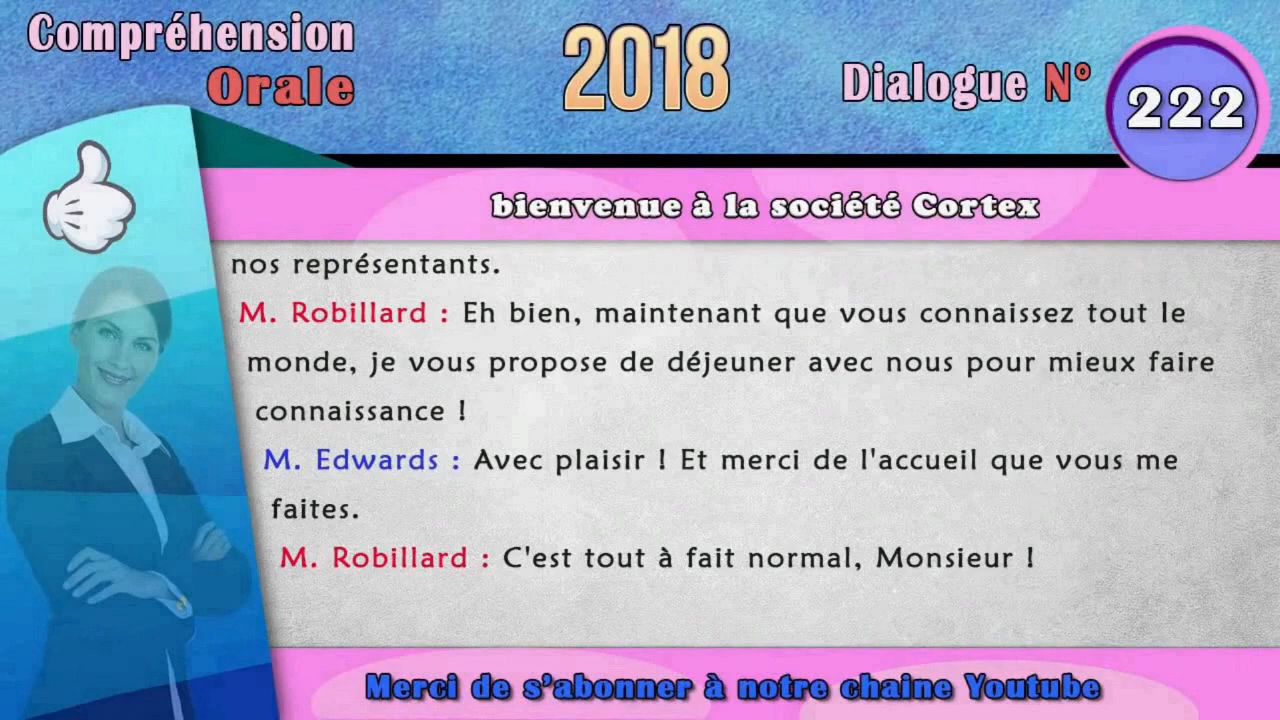 Compréhension
Orale
2018
Dialogue N°
222
bienvenue à la société Cortex
nos représentants.
M. Robillard : Eh bien, maintenant que vous connaissez tout le
monde, je vous propose de déjeuner avec nous pour mieux faire
connaissance !
M. Edwards : Avec plaisir ! Et merci de l'accueil que vous me
faites.
M. Robillard : C'est tout à fait normal, Monsieur !
Merci de s’abonner à notre chaine Youtube